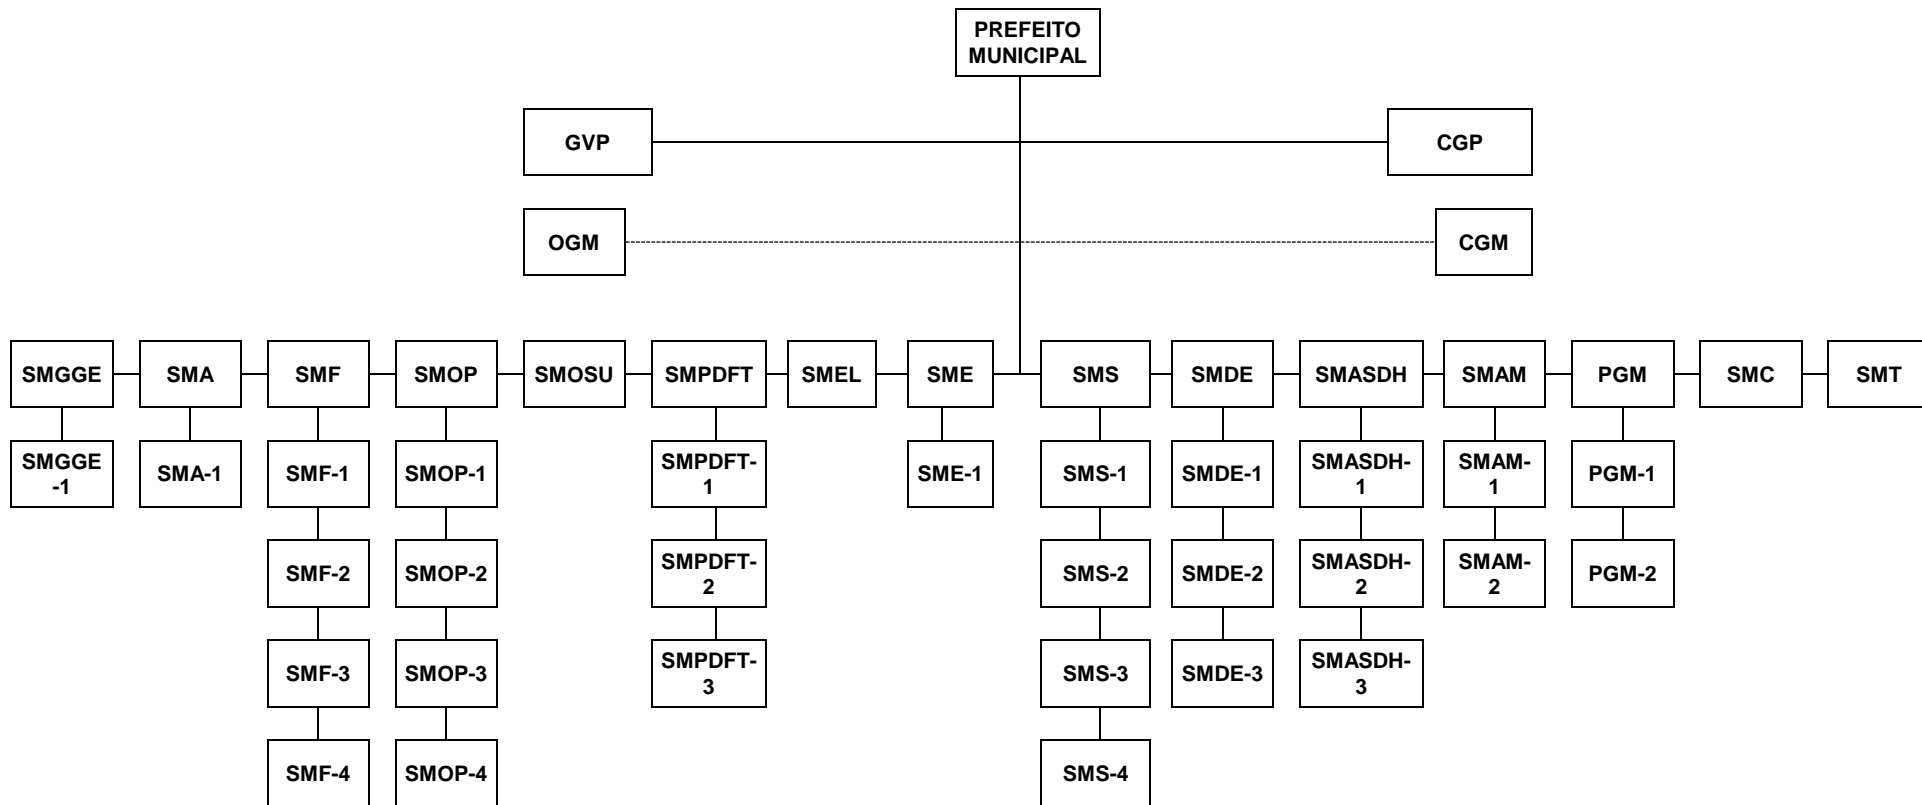 PREFEITO
MUNICIPAL
GVP
CGP
OGM
CGM
SMGGE
SMA
SMF
SMOP
SMOSU
SMPDFT
SMEL
SME
SMS
SMDE
SMASDH
SMAM
PGM
SMC
SMT
SMGGE
-1
SMA-1
SMF-1
SMOP-1
SMPDFT-
1
SME-1
SMS-1
SMDE-1
SMASDH-
1
SMAM-
1
PGM-1
SMF-2
SMOP-2
SMPDFT-
2
SMS-2
SMDE-2
SMASDH-
2
SMAM-
2
PGM-2
SMF-3
SMOP-3
SMPDFT-
3
SMS-3
SMDE-3
SMASDH-
3
SMF-4
SMOP-4
SMS-4